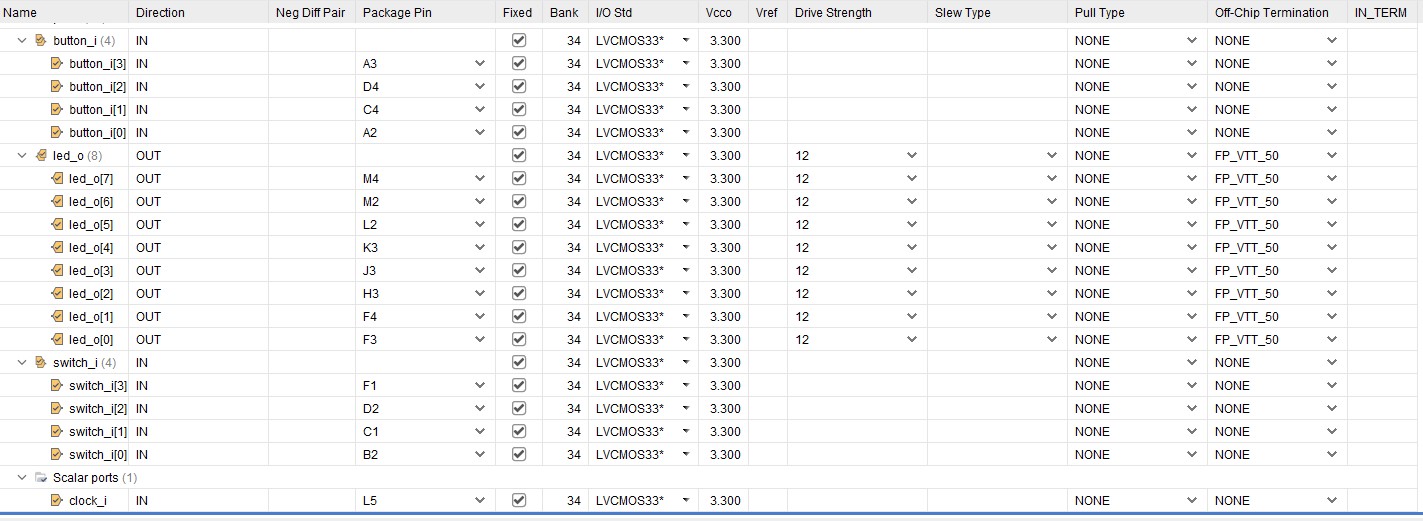 Name Direction Neg Diff Pair Package Pin Fixed Bank I/O Std Vcco Vref Drive Strength Slew Type Pull Type Off-Chip Termination IN_TERM
button_i (4) IN 34 LVCMOS33* 3.300 NONE NONE
button_i[3] IN A3 34 LVCMOS33* 3.300 NONE NONE
button_i[2] IN D4 34 LVCMOS33* 3.300 NONE NONE
button_i[1] IN C4 34 LVCMOS33* 3.300 NONE NONE
button_i[0] IN A2 34 LVCMOS33* 3.300 NONE NONE
led_o (8) OUT 34 LVCMOS33* 3.300 12 NONE FP_VTT_50
led_o[7] OUT M4 34 LVCMOS33* 3.300 12 NONE FP_VTT_50
led_o[6] OUT M2 34 LVCMOS33* 3.300 12 NONE FP_VTT_50
led_o[5] OUT L2 34 LVCMOS33* 3.300 12 NONE FP_VTT_50
led_o[4] OUT K3 34 LVCMOS33* 3.300 12 NONE FP_VTT_50
led_o[3] OUT J3 34 LVCMOS33* 3.300 12 NONE FP_VTT_50
led_o[2] OUT H3 34 LVCMOS33* 3.300 12 NONE FP_VTT_50
led_o[1] OUT F4 34 LVCMOS33* 3.300 12 NONE FP_VTT_50
led_o[0] OUT F3 34 LVCMOS33* 3.300 12 NONE FP_VTT_50
switch_i (4) IN 34 LVCMOS33* 3.300 NONE NONE
switch_i[3] IN F1 34 LVCMOS33* 3.300 NONE NONE
switch_i[2] IN D2 34 LVCMOS33* 3.300 NONE NONE
switch_i[1] IN C1 34 LVCMOS33* 3.300 NONE NONE
switch_i[0] IN B2 34 LVCMOS33* 3.300 NONE NONE
Scalar ports (1)
clock_i IN L5 34 LVCMOS33* 3.300 NONE NONE